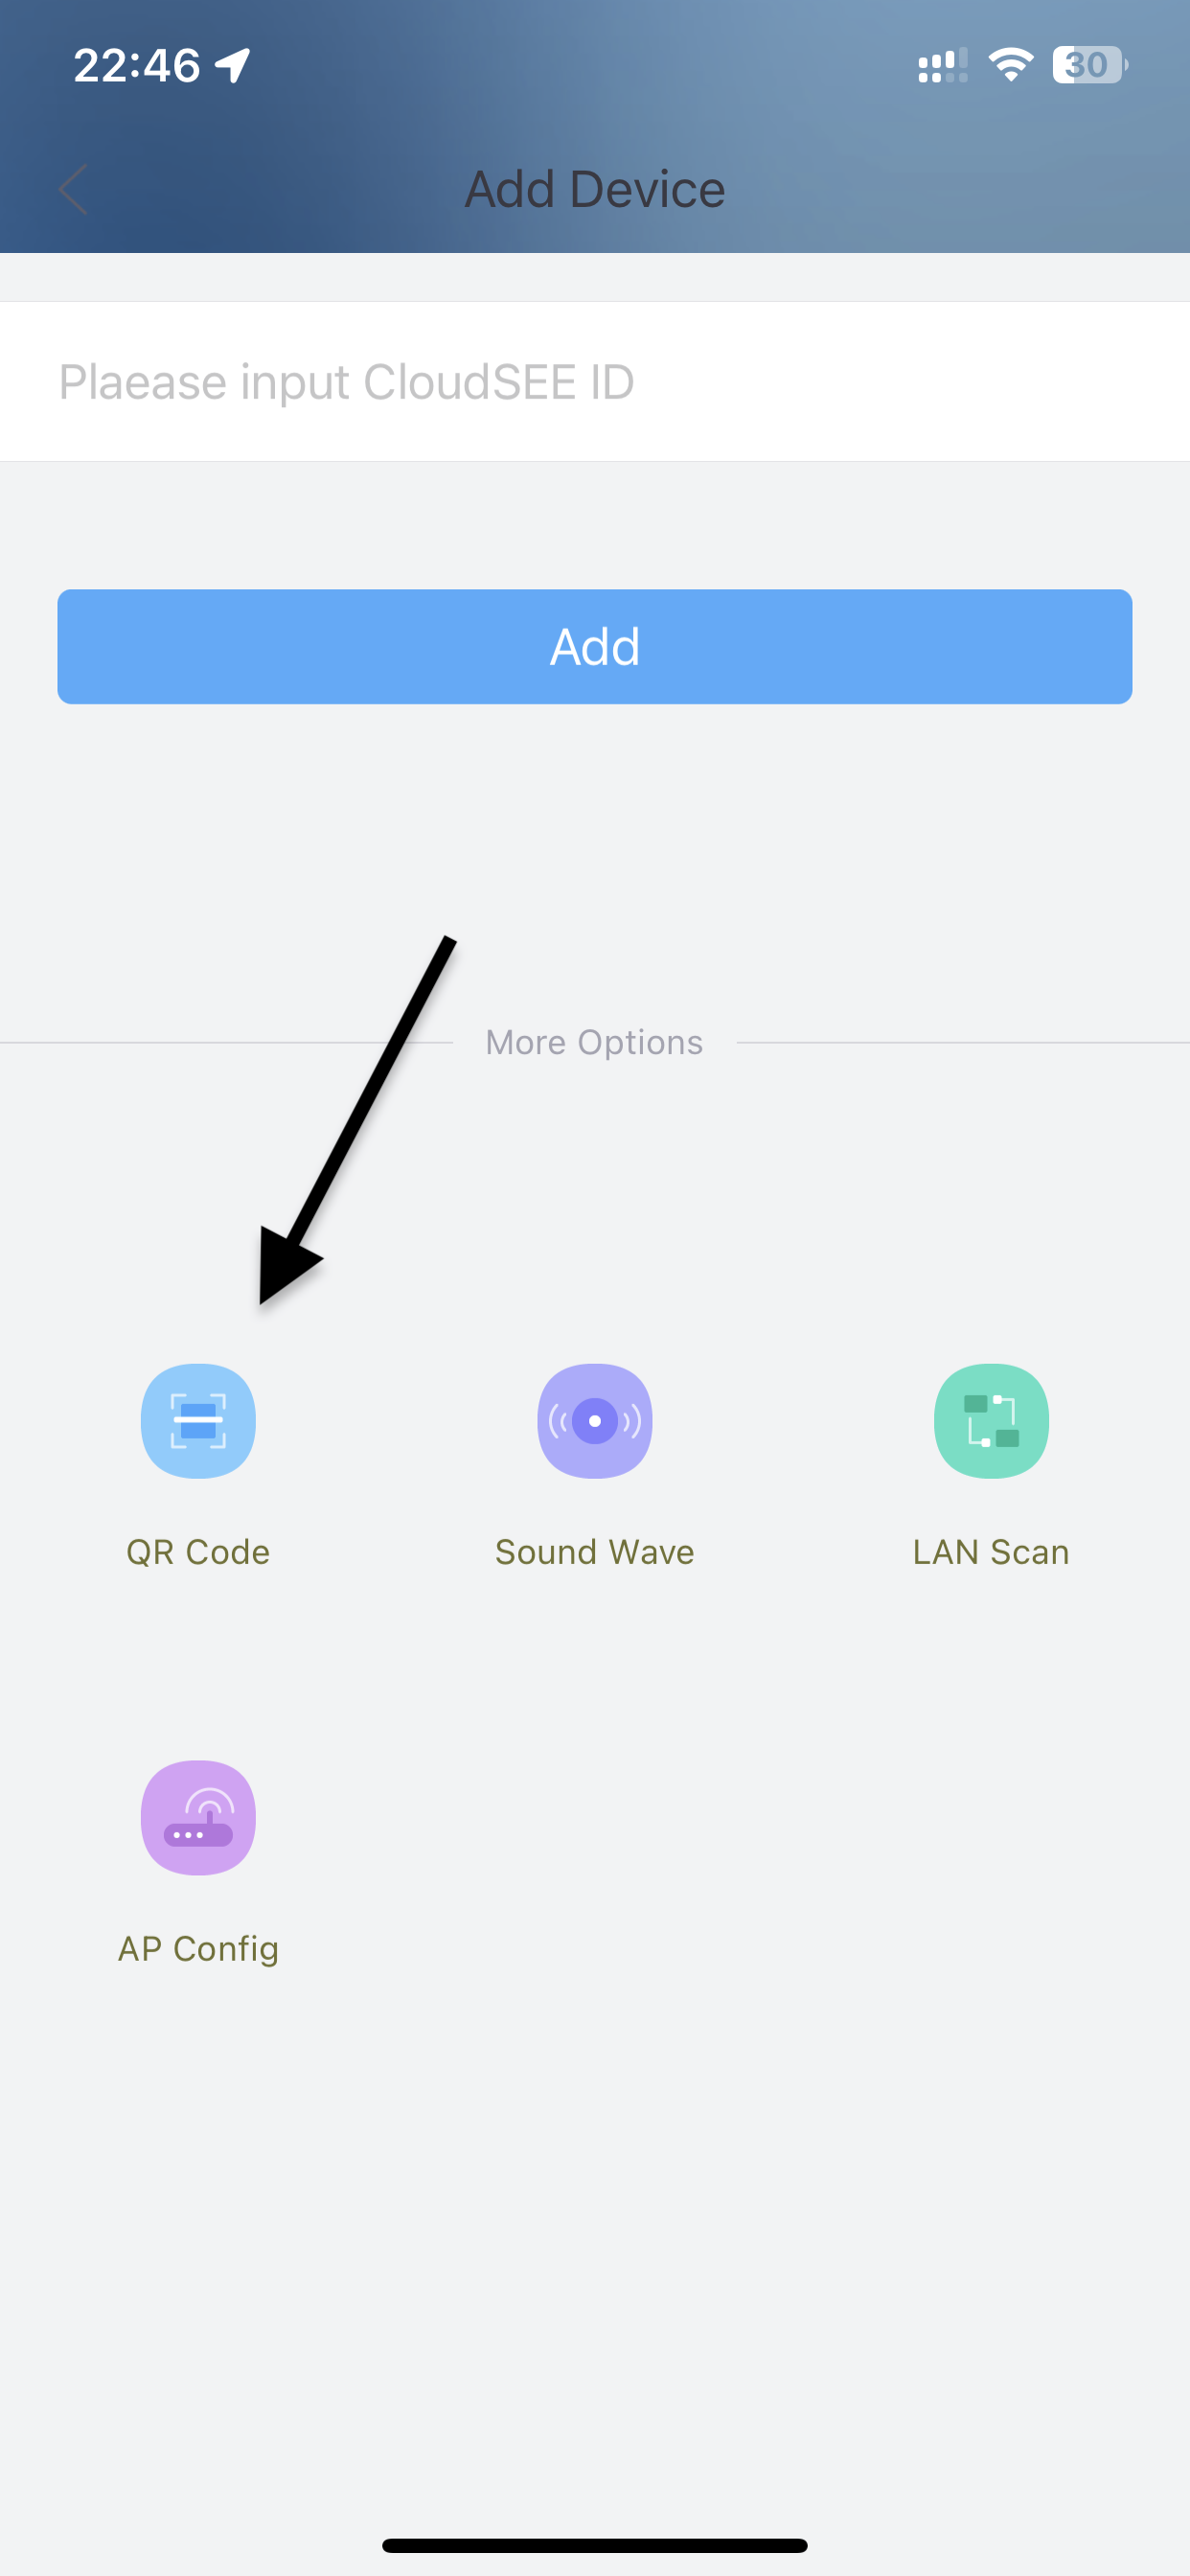 22:46
30
Add Device
Plaease input CloudSEE ID
Add
More Options
QR Code
Sound Wave
LAN Scan
AP Config